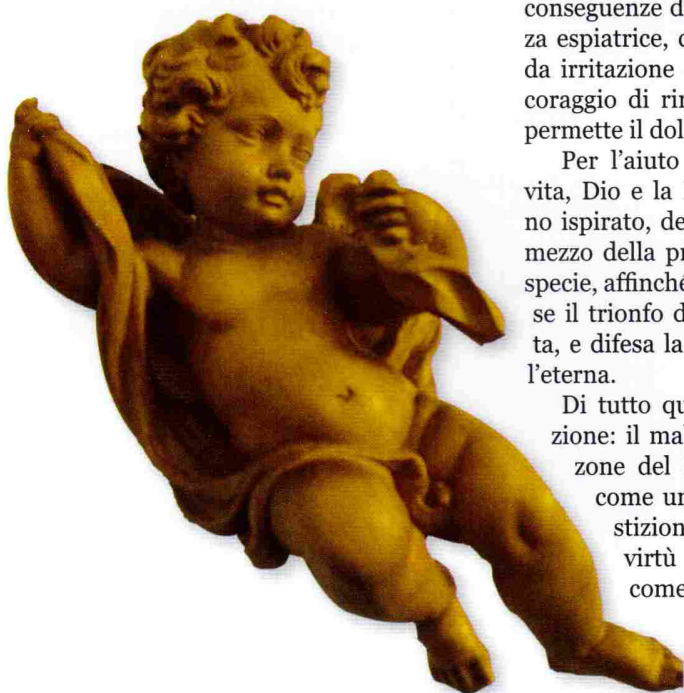 conseguenze d
za espiatrice, c
da irritazione
coraggio di rin
permette il dol
Per l'aiuto
vita, Dio e la
no ispirato, de
mezzo della pr
specie, affinché
se il trionfo d
ta, e difesa la
l'eterna.
Di tutto qu
zione: il mal
zone del
come un
stizion
virtù
come